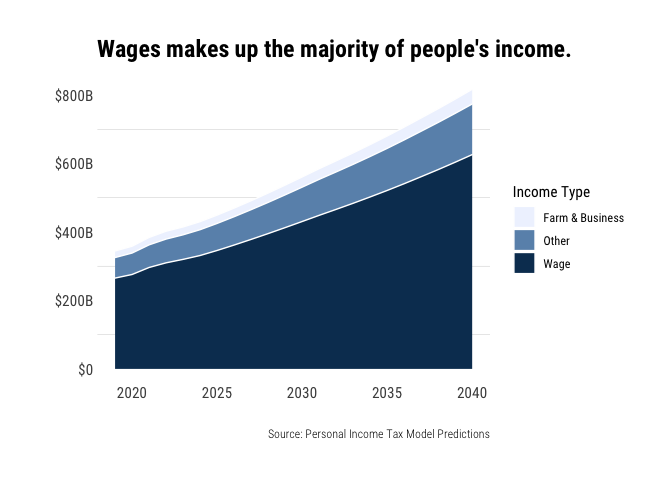 Wages makes up the majority of people's income.
$800B
$600B
$400B
$200B
$0
2020 2025 2030 2035 2040
Income Type
Farm & Business
Other
Wage
Source: Personal Income Tax Model Predictions